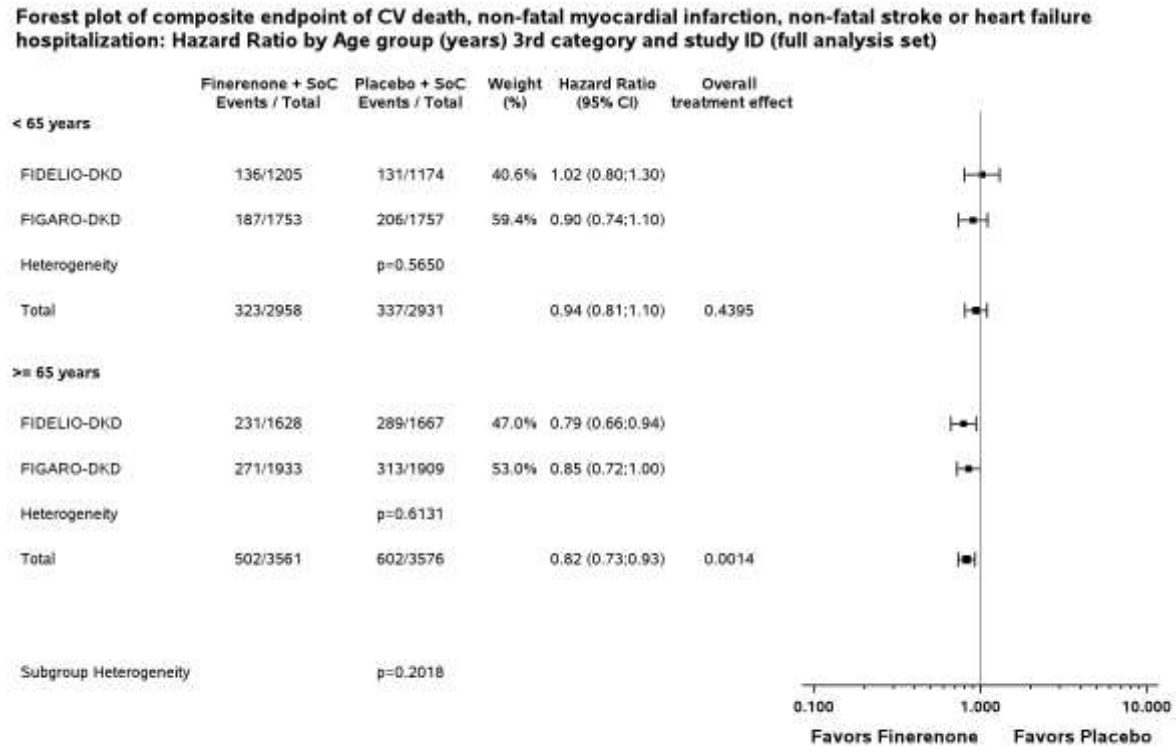 Forest plot of composite endpoint of CV death, non-fatal myocardial infarction, non-fatal stroke or heart failure
hospitalization: Hazard Ratio by Age group (years) 3rd category and study ID (full analysis set)
Finerenone + SoC Placebo + SoC Weight Hazard Ratio Overall
Events / Total Events / Total (%) (95% CI) treatment effect
< 65 years
FIDELIO-DKD 136/1205 131/1174 40.6% 1.02 (0.80;1.30)
FIGARO-DKD 187/1753 206/1757 59.4% 0.90 (0.74;1.10)
Heterogeneity p=0.5650
Total 323/2958 337/2931 0.94 (0.81;1.10) 0.4395
>= 65 years
FIDELIO-DKD 231/1628 289/1667 47.0% 0.79 (0.66;0.94)
FIGARO-DKD 271/1933 313/1909 53.0% 0.85 (0.72;1.00)
Heterogeneity p=0.6131
Total 502/3561 602/3576 0.82 (0.73;0.93) 0.0014
Subgroup Heterogeneity p=0.2018
0.100 1.000 10.000
Favors Finerenone Favors Placebo